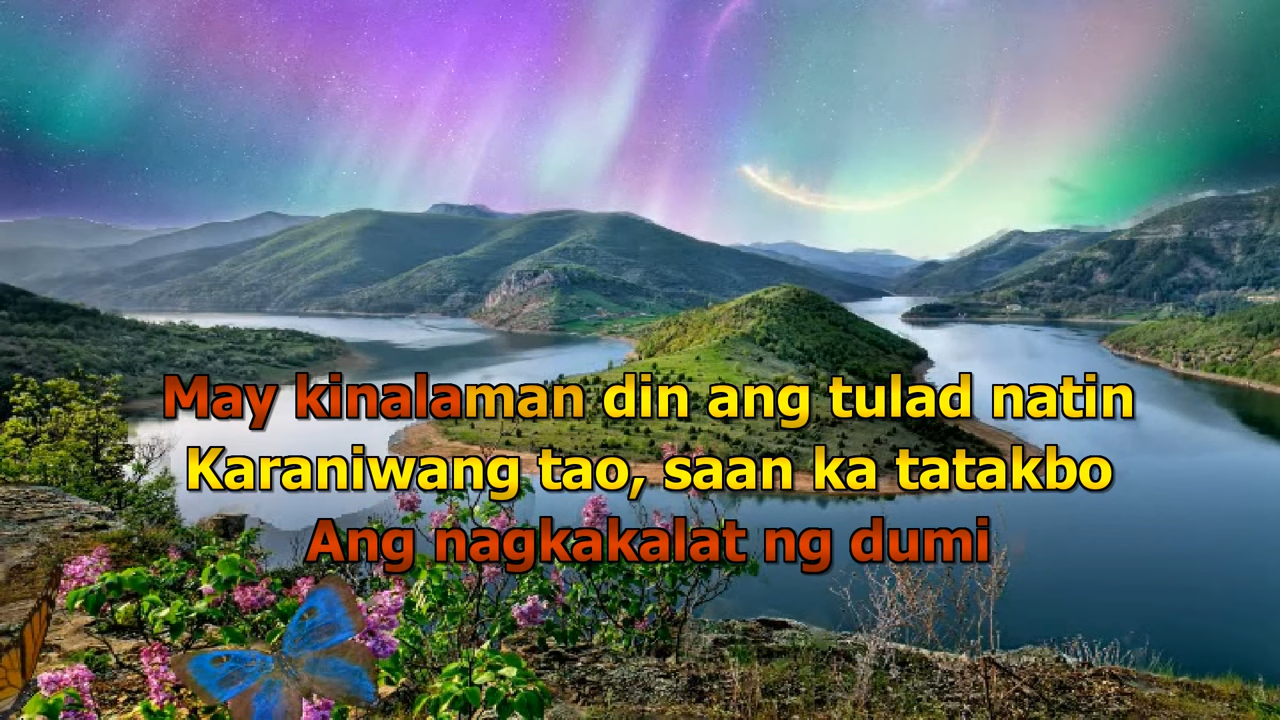 May kinalaman din ang tulad natin
Karaniwang tao, saan ka tatakbo
Ang nagkakalat ng dumi